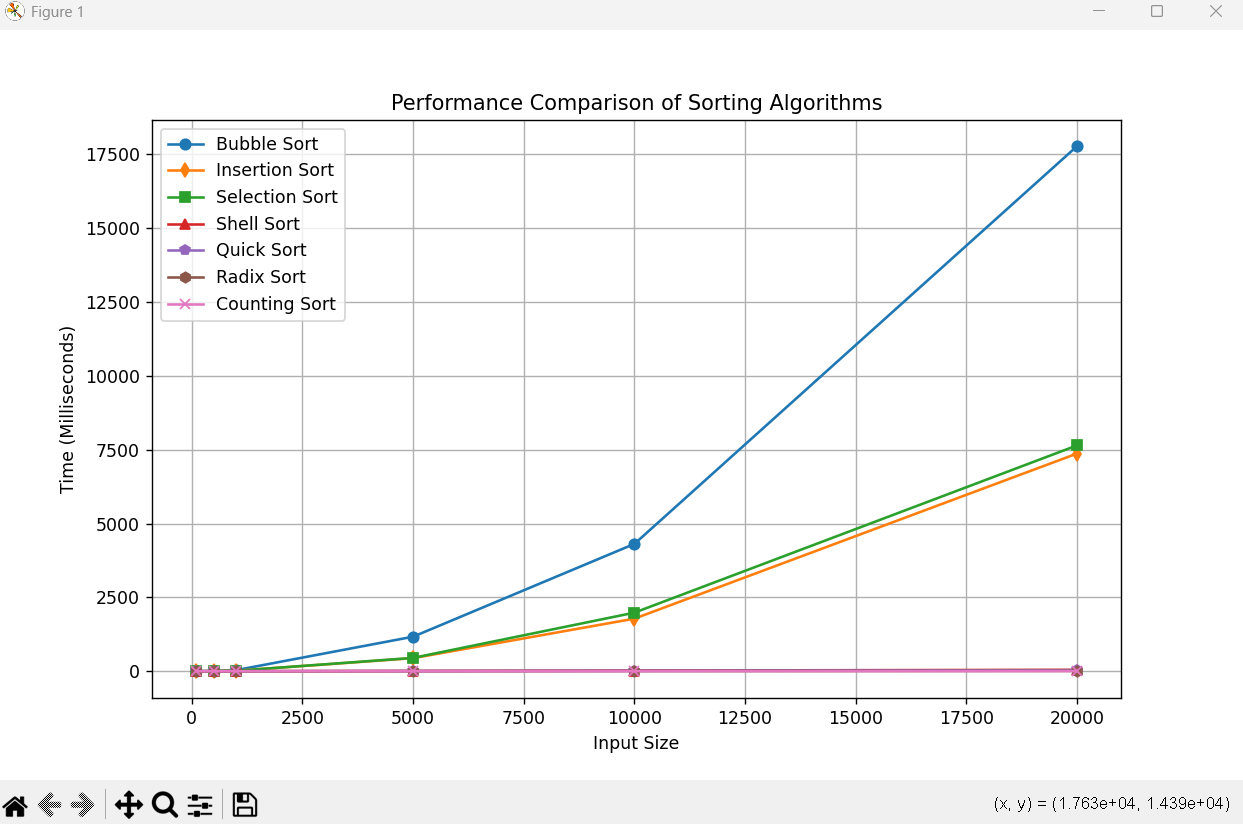 Figure 1
Performance Comparison of Sorting Algorithms
Bubble Sort
Insertion Sort
Selection Sort
Shell Sort
Quick Sort
Radix Sort
Counting Sort
Time (Milliseconds)
17500
15000
12500
10000
7500
5000
2500
0
0 2500 5000 7500 10000 12500 15000 17500 20000
Input Size
(x, y) = (1.763e+04, 1.439e+04)